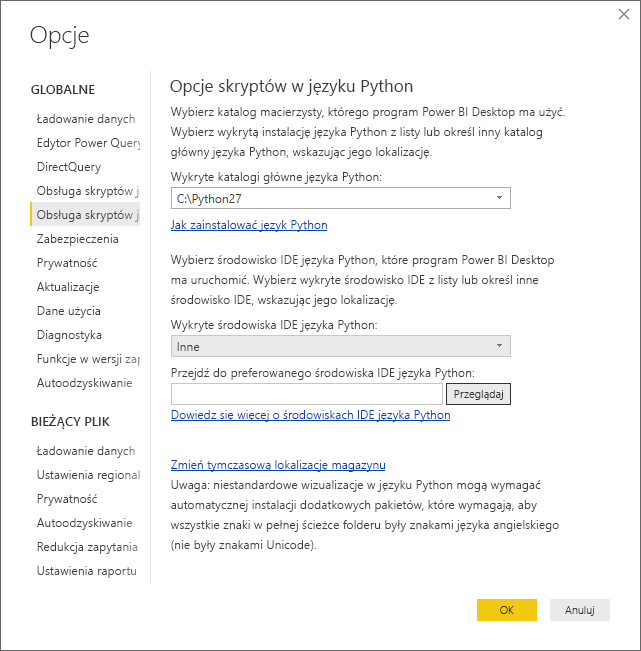 Opcje
GLOBALNE
Ładowanie danych
Edytor Power Query
DirectQuery
Obsługa skryptów j
Obsługa skryptów j
Zabezpieczenia
Prywatność
Aktualizacje
Dane użycia
Diagnostyka
Funkcje w wersji zap
Autoodzyskiwanie
BIEŻĄCY PLIK
Ładowanie danych
Ustawienia regional
Prywatność
Autoodzyskiwanie
Redukcja zapytania
Ustawienia raportu
Opcje skryptów w języku Python
Wybierz katalog macierzysty, którego program Power BI Desktop ma użyć.
Wybierz wykrytą instalację języka Python z listy lub określ inny katalog
główny języka Python, wskazując jego lokalizację.
Wykryte katalogi główne języka Python:
C:\Python27
Jak zainstalować język Python
Wybierz środowisko IDE języka Python, które program Power BI Desktop
ma uruchomić. Wybierz wykryte środowisko IDE z listy lub określ inne
środowisko IDE, wskazując jego lokalizację.
Wykryte środowiska IDE języka Python:
Inne
Przejdź do preferowanego środowiska IDE języka Python:
Przeglądaj
Dowiedz się więcej o środowiskach IDE języka Python
Zmień tymczasową lokalizację magazynu
Uwaga: niestandardowe wizualizacje w języku Python mogą wymagać
automatycznej instalacji dodatkowych pakietów, które wymagają, aby
wszystkie znaki w pełnej ścieżce folderu były znakami języka angielskiego
(nie były znakami Unicode).
OK
Anuluj